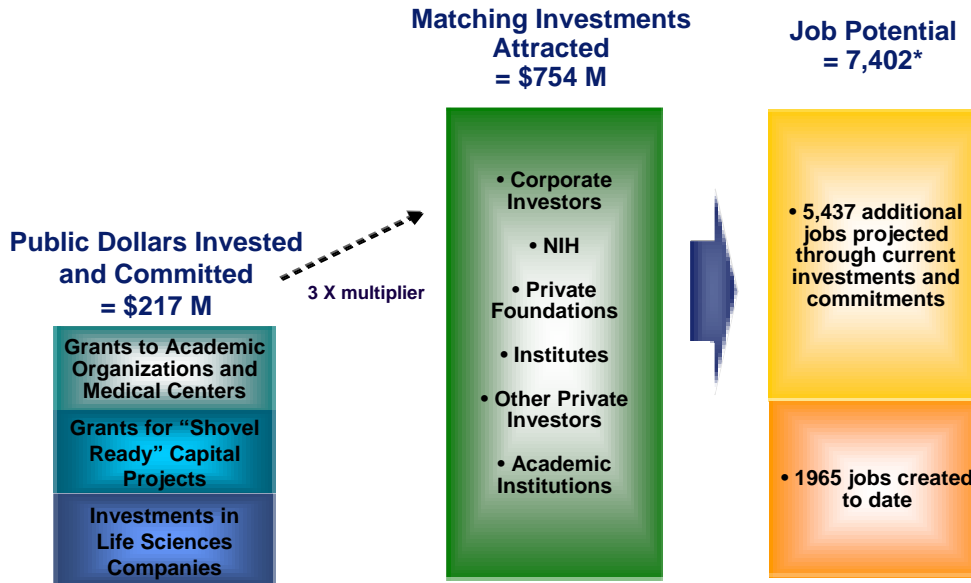 Public Dollars Invested
and Committed
= $217 M
Grants to Academic
Organizations and
Medical Centers
Grants for “Shovel
Ready” Capital
Projects
Investments in
Life Sciences
Companies
3 X multiplier
Matching Investments
Attracted
= $754 M
• Corporate
Investors
• NIH
• Private
Foundations
• Institutes
• Other Private
Investors
• Academic
Institutions
Job Potential
= 7,402*
• 5,437 additional
jobs projected
through current
investments and
commitments
• 1965 jobs created
to date